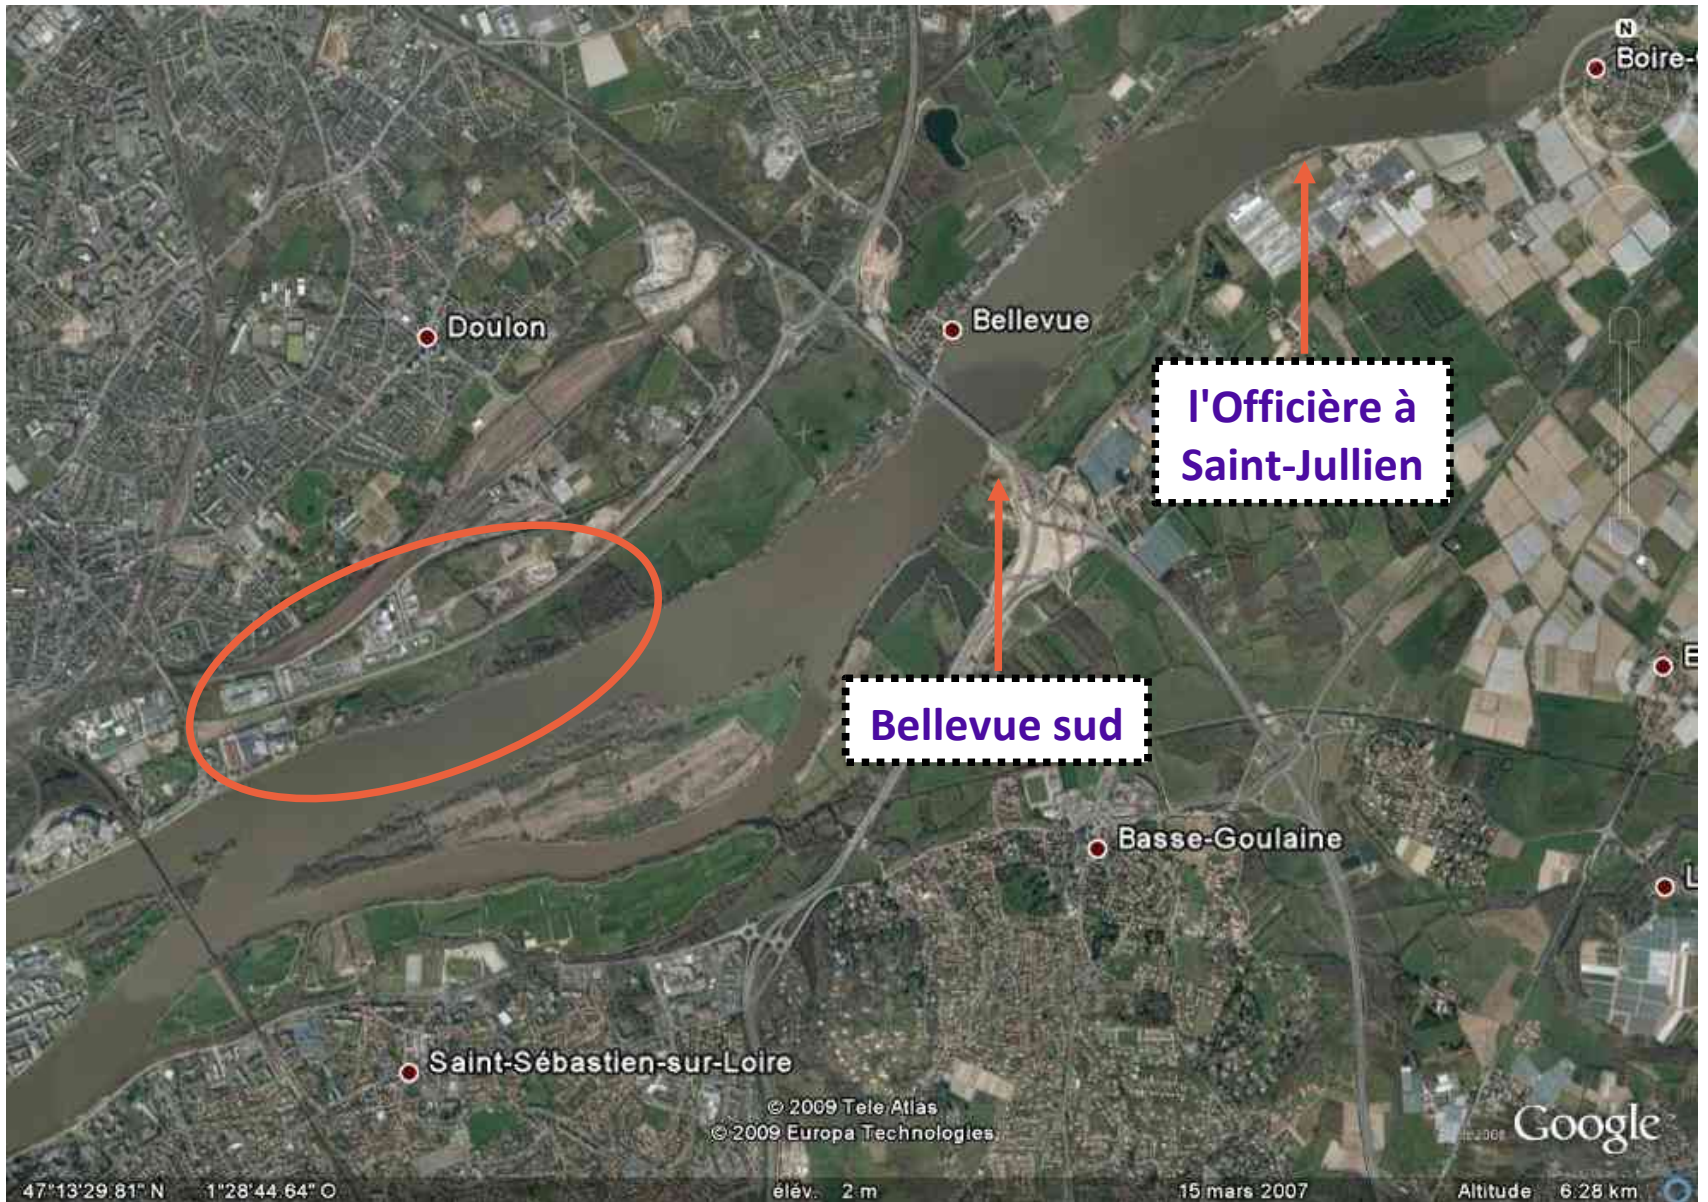 N
Boire-
Doulon
Bellevue
l'Officière à
Saint-Jullien
Bellevue sud
Basse-Goulaine
Saint-Sébastien-sur-Loire
© 2009 Tele Atlas
© 2009 Europa Technologies
Google
47°13'29.81" N 1°28'44.64" O élév. 2 m 15 mars 2007 Altitude 6.28 km